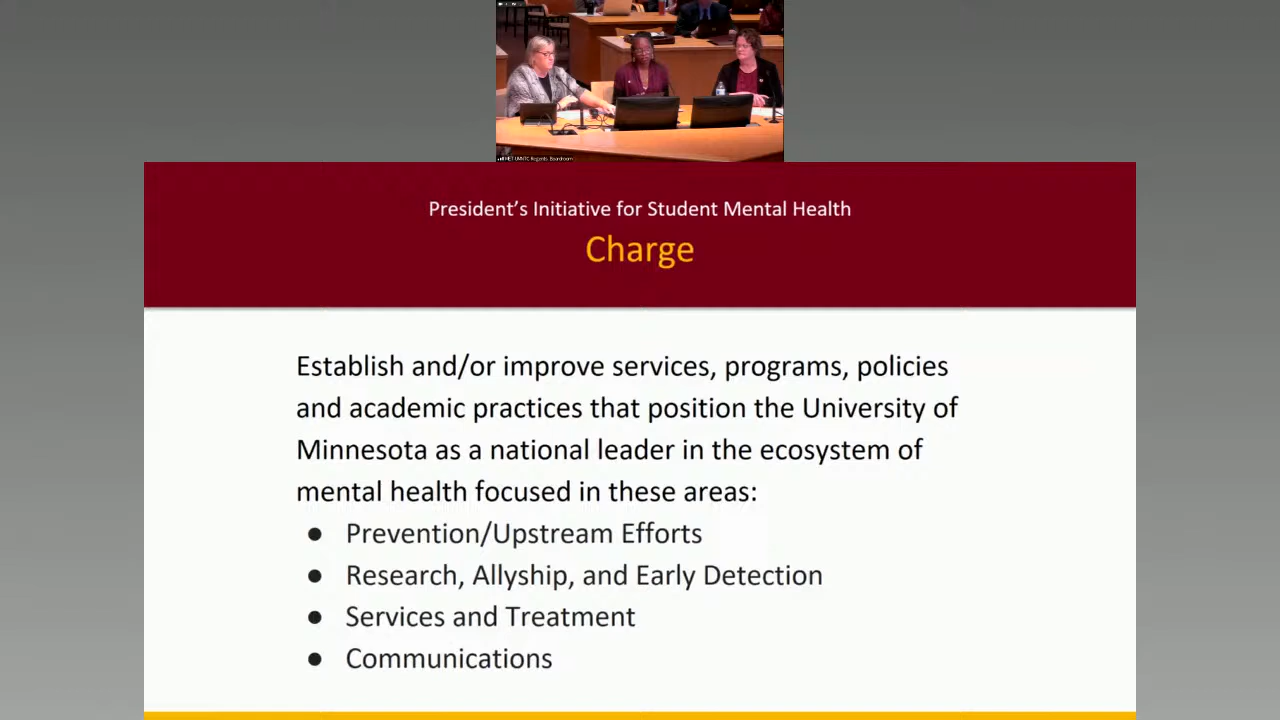 President's Initiative for Student Mental Health
Charge
Establish and/or improve services, programs, policies
and academic practices that position the University of
Minnesota as a national leader in the ecosystem of
mental health focused in these areas:
● Prevention/Upstream Efforts
● Research, Allyship, and Early Detection
● Services and Treatment
● Communications